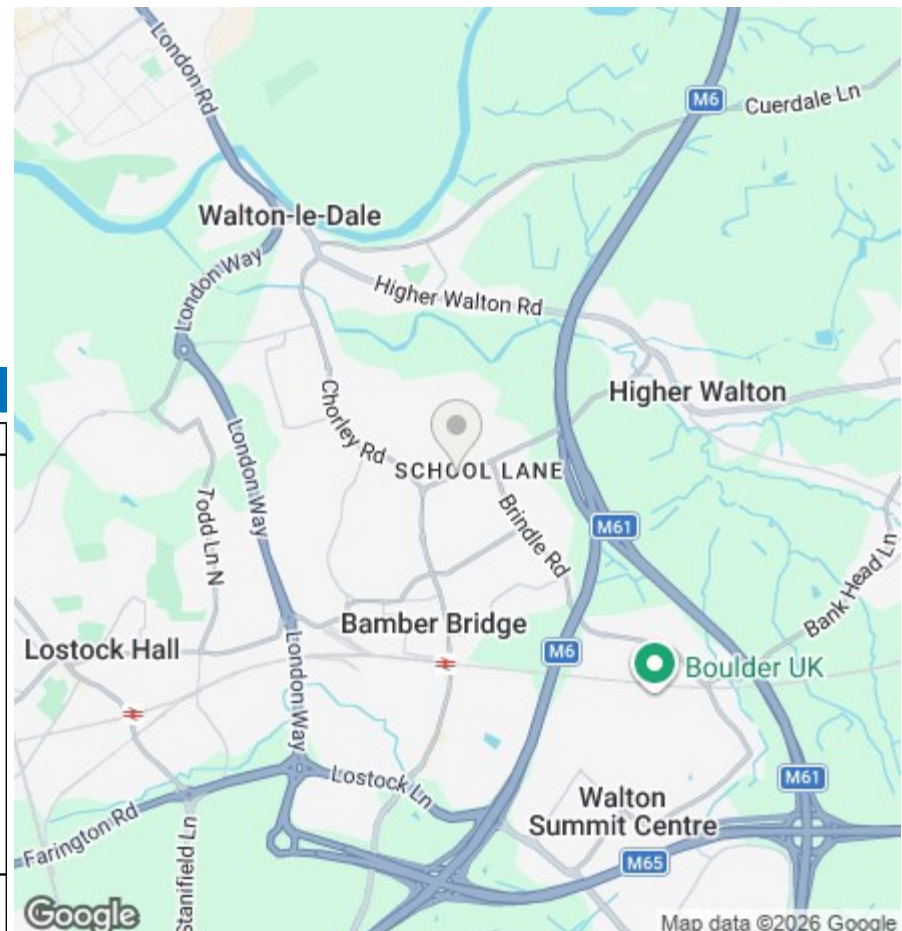 London Rd
M6
Cuerdale Ln
Walton-le-Dale
London Way
Higher Walton Rd
Higher Walton
Chorley Rd
SCHOOL LANE
London Way
Todd Ln N
Brindle Rd
M61
Bank Head Ln
Bamber Bridge
Lostock Hall
London Way
M6
Boulder UK
Lostock Ln
M61
Walton
Summit Centre
Farington Rd
Stanifield Ln
M65
Google
Map data ©2026 Google